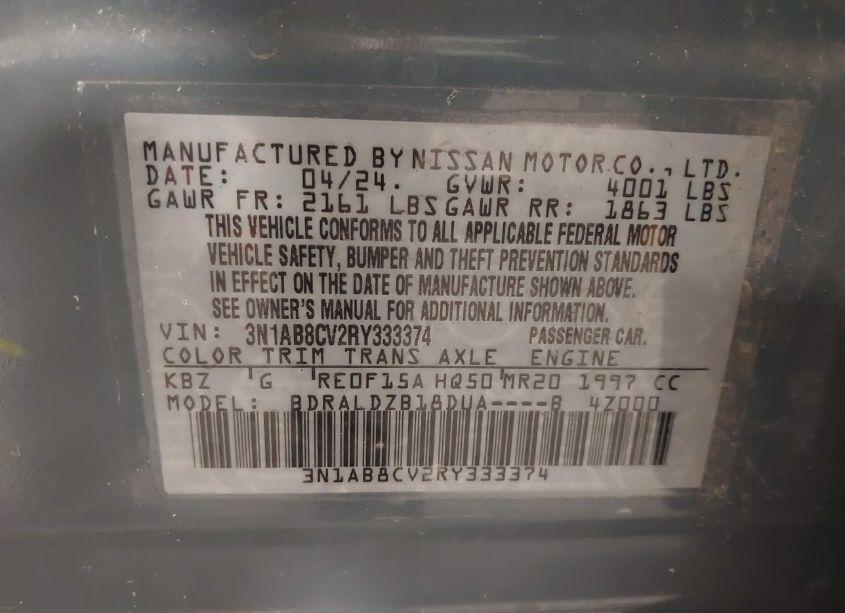 MANUFACTURED BY NISSAN MOTOR CO., LTD.
DATE: 04/24. GVWR: 4001 LBS
GAWR FR: 2161 LBS GAWR RR: 1863 LBS
THIS VEHICLE CONFORMS TO ALL APPLICABLE FEDERAL MOTOR
VEHICLE SAFETY, BUMPER AND THEFT PREVENTION STANDARDS
IN EFFECT ON THE DATE OF MANUFACTURE SHOWN ABOVE.
SEE OWNER'S MANUAL FOR ADDITIONAL INFORMATION.
VIN: 3N1AB8CV2RY333374 PASSENGER CAR.
COLOR TRIM TRANS AXLE ENGINE
KBZ G RE0F15A HQ50 MR20 1997 CC
MODEL: BDRALDZB18DUA----B 4Z000
3N1AB8CV2RY333374